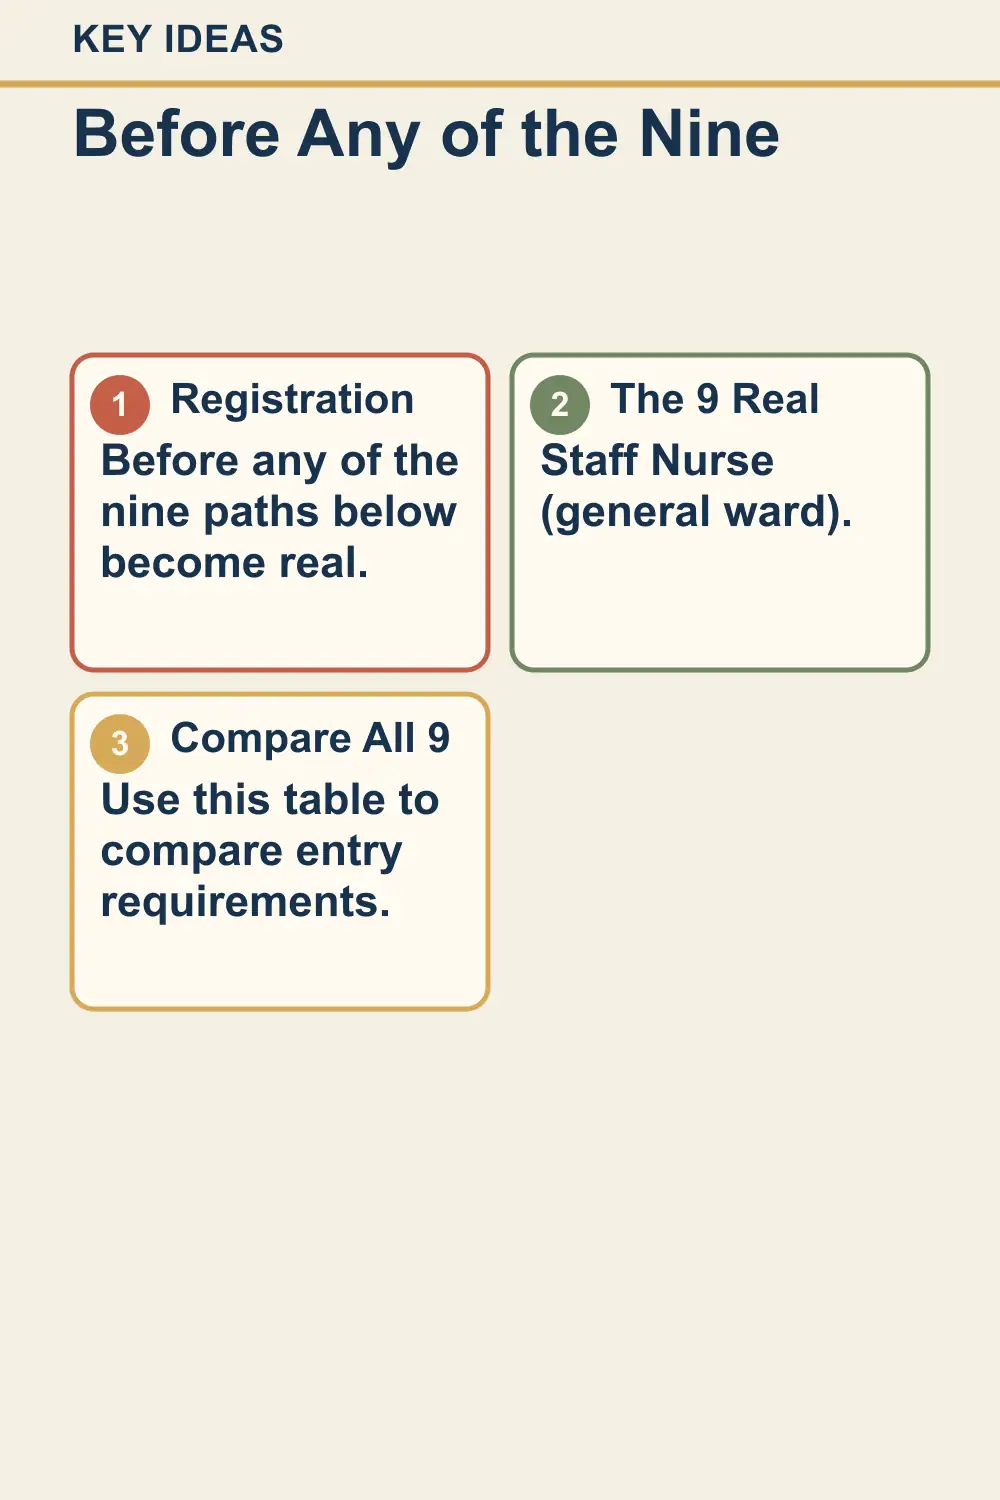 KEY IDEAS
Before Any of the Nine
1 Registration
Before any of the
nine paths below
become real.
2 The 9 Real
Staff Nurse
(general ward).
3 Compare All 9
Use this table to
compare entry
requirements.